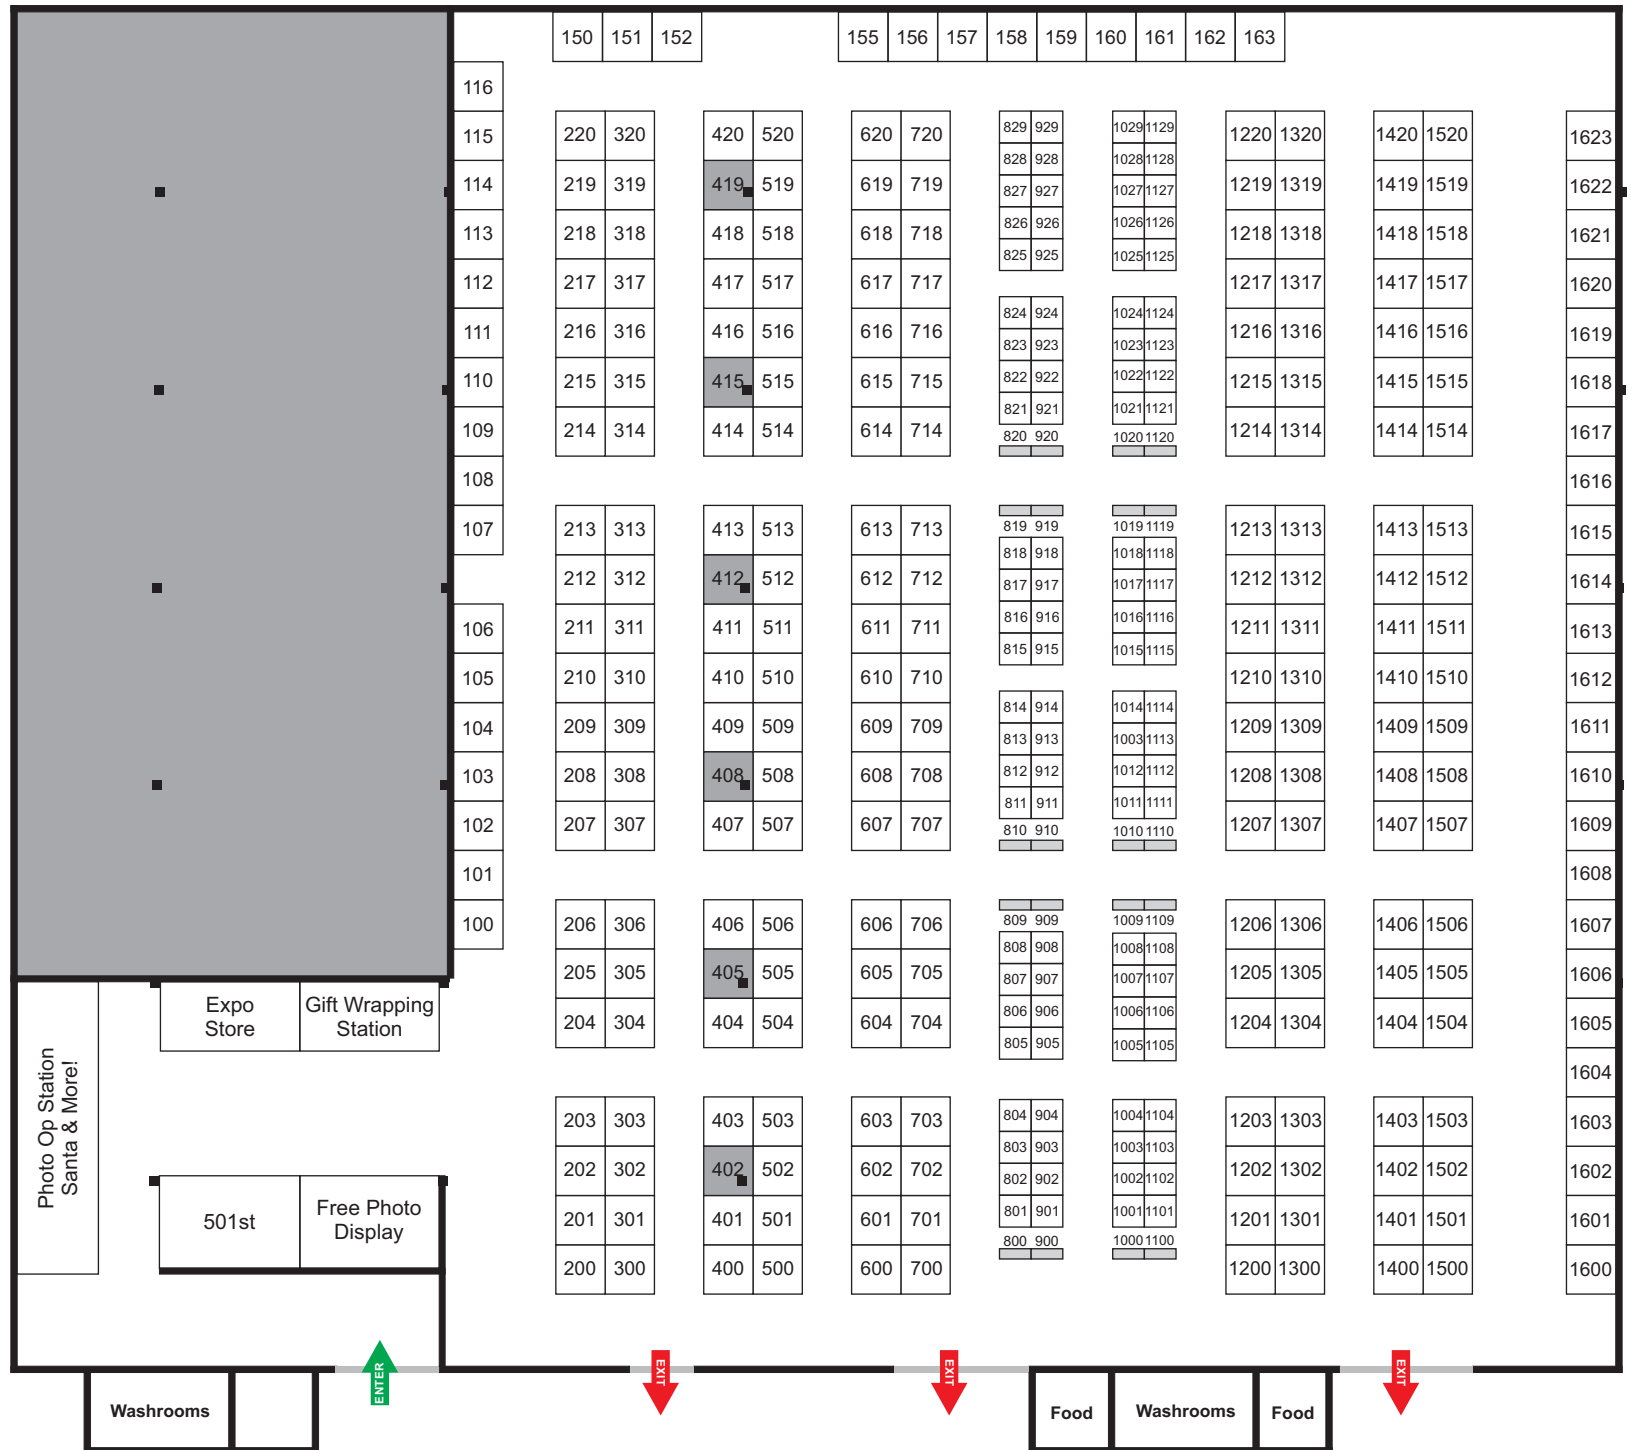 150 151 152 155 156 157 158 159 160 161 162 163
116
115 220 320 420 520 620 720 829 929 1029 1129 1220 1320 1420 1520 1623
828 928 1028 1128
114 219 319 419 519 619 719 827 927 1027 1127 1219 1319 1419 1519 1622
826 926 1026 1126
113 218 318 418 518 618 718 1218 1318 1418 1518 1621
825 925 1025 1125
112 217 317 417 517 617 717 1217 1317 1417 1517 1620
824 924 1024 1124
111 216 316 416 516 616 716 1216 1316 1416 1516 1619
823 923 1023 1123
110 215 315 415 515 615 715 822 922 1022 1122 1215 1315 1415 1515 1618
821 921 1021 1121
109 214 314 414 514 614 714 820 920 1020 1120 1214 1314 1414 1514 1617
108 1616
107 213 313 413 513 613 713 819 919 1019 1119 1213 1313 1413 1513 1615
818 918 1018 1118
212 312 412 512 612 712 817 917 1017 1117 1212 1312 1412 1512 1614
816 916 1016 1116
106 211 311 411 511 611 711 1211 1311 1411 1511 1613
815 915 1015 1115
105 210 310 410 510 610 710 1210 1310 1410 1510 1612
814 914 1014 1114
104 209 309 409 509 609 709 1209 1309 1409 1509 1611
813 913 1003 1113
103 208 308 408 508 608 708 812 912 1012 1112 1208 1308 1408 1508 1610
811 911 1011 1111
102 207 307 407 507 607 707 810 910 1010 1110 1207 1307 1407 1507 1609
101 1608
100 206 306 406 506 606 706 809 909 1009 1109 1206 1306 1406 1506 1607
808 908 1008 1108
205 305 405 505 605 705 807 907 1007 1107 1205 1305 1405 1505 1606
Expo Gift Wrapping
806 906 1006 1106
Store Station 204 304 404 504 604 704 1204 1304 1404 1504 1605
805 905 1005 1105
1604
Photo Op Station
Santa & More!
203 303 403 503 603 703 804 904 1004 1104 1203 1303 1403 1503 1603
803 903 1003 1103
202 302 402 502 602 702 802 902 1002 1102 1202 1302 1402 1502 1602
801 901 1001 1101
501st Free Photo
Display
201 301 401 501 601 701 1201 1301 1401 1501 1601
800 900 1000 1100
200 300 400 500 600 700 1200 1300 1400 1500 1600
ENTER EXIT EXIT EXIT
Washrooms Food Washrooms Food